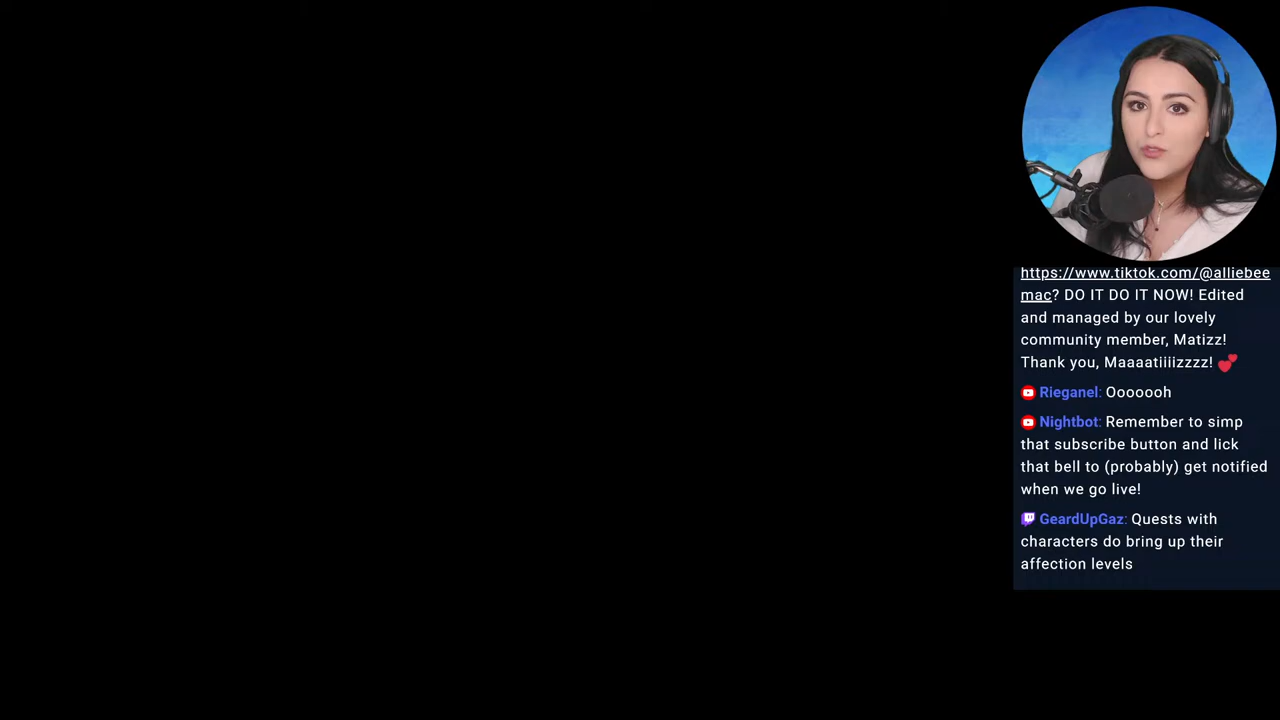 https://www.tiktok.com/@alliebee
mac? DO IT DO IT NOW! Edited
and managed by our lovely
community member, Matizz!
Thank you, Maaaatiiiizzzz! 💕
Rieganel: Ooooooh
Nightbot: Remember to simp
that subscribe button and lick
that bell to (probably) get notified
when we go live!
GeardUpGaz: Quests with
characters do bring up their
affection levels